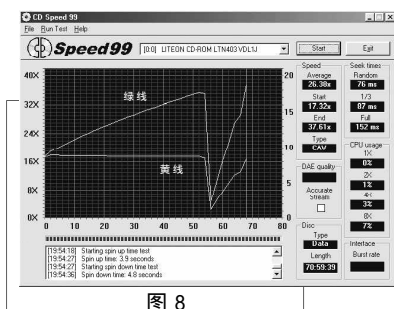 CD Speed 99
File Run Test Help
Speed99
[0:0] LITEON CD-ROM LTN403 VDL1J
Start
Exit
40X
32X
24X
16X
8X
0X
20
15
10
5
0
0 10 20 30 40 50 60 70 80
绿线
黄线
Speed
Average
26.38x
Start
17.32x
End
37.61x
Type
CAV
DAE quality
Accurate
Stream
Disc
Type
Data
Length
70:59:39
Seek times
Random
76 ms
1/3
87 ms
Full
152 ms
CPU usage
1X
0%
2X
1%
4X
3%
8X
7%
Interface
Burst rate
[19:54:18] Starting spin up time test
[19:54:27] Spin up time: 3.9 seconds
[19:54:27] Starting spin down time test
[19:54:36] Spin down time: 4.8 seconds
图 8